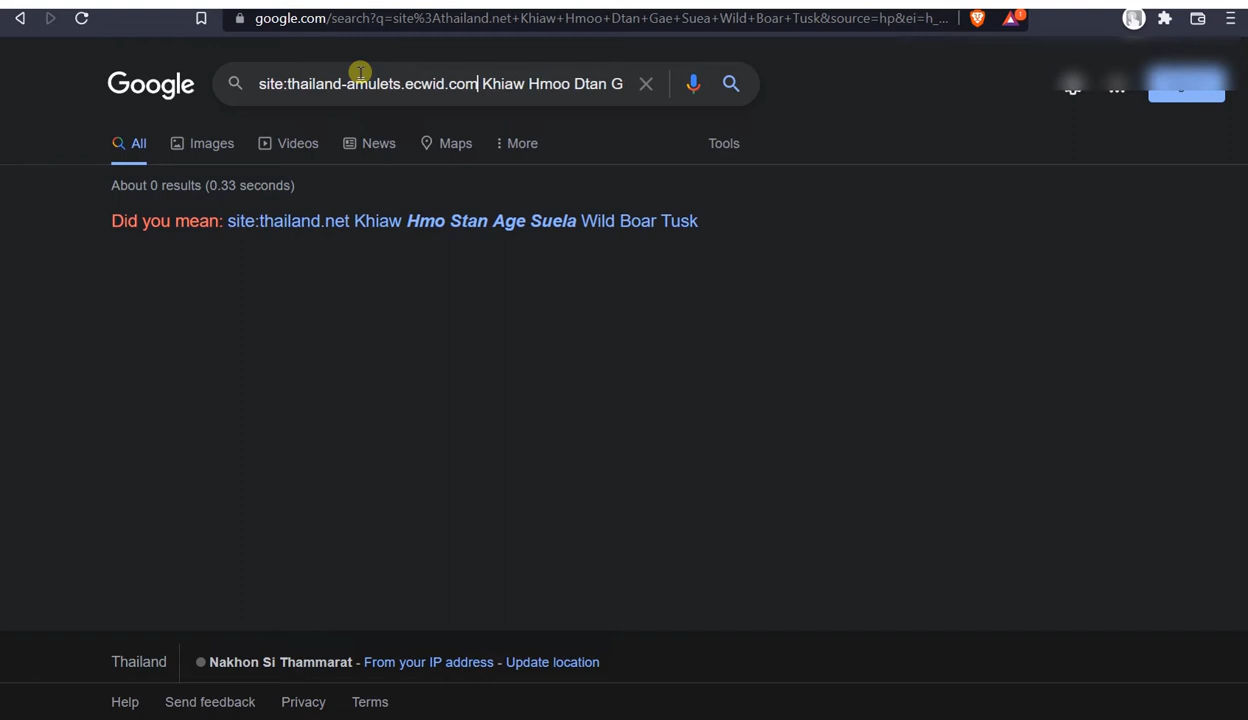 google.com/search?q=site%3Athailand.net+Khiaw+Hmoo+Dtan+Gae+Suea+Wild+Boar+Tusk&source=hp&ei=h_...
1
Google
site:thailand-amulets.ecwid.com Khiaw Hmoo Dtan G
All
Images
Videos
News
Maps
More
Tools
About 0 results (0.33 seconds)
Did you mean: site:thailand.net Khiaw Hmo Stan Age Suela Wild Boar Tusk
Thailand
Nakhon Si Thammarat - From your IP address - Update location
Help
Send feedback
Privacy
Terms